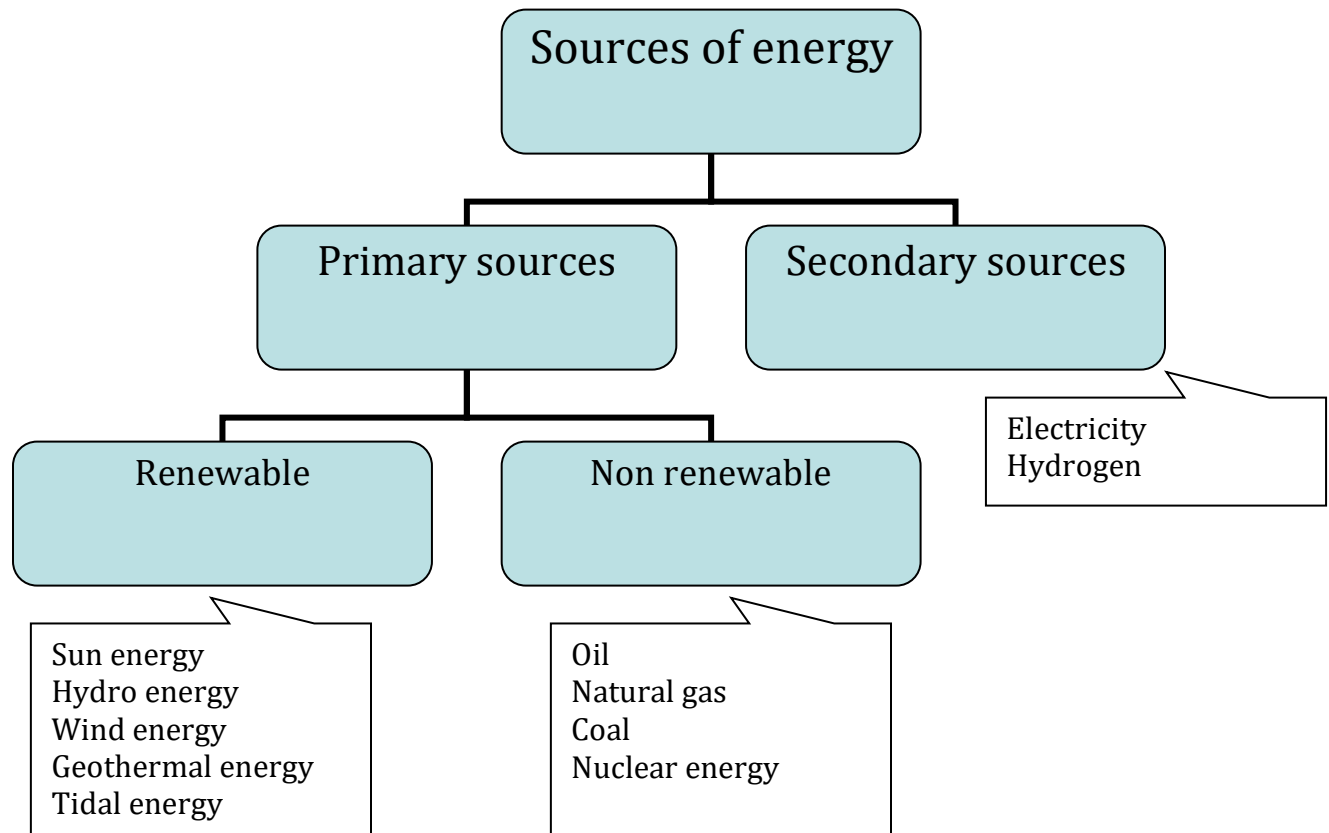 Sources of energy
Primary sources
Secondary sources
Electricity
Hydrogen
Renewable
Non renewable
Sun energy
Hydro energy
Wind energy
Geothermal energy
Tidal energy
Oil
Natural gas
Coal
Nuclear energy